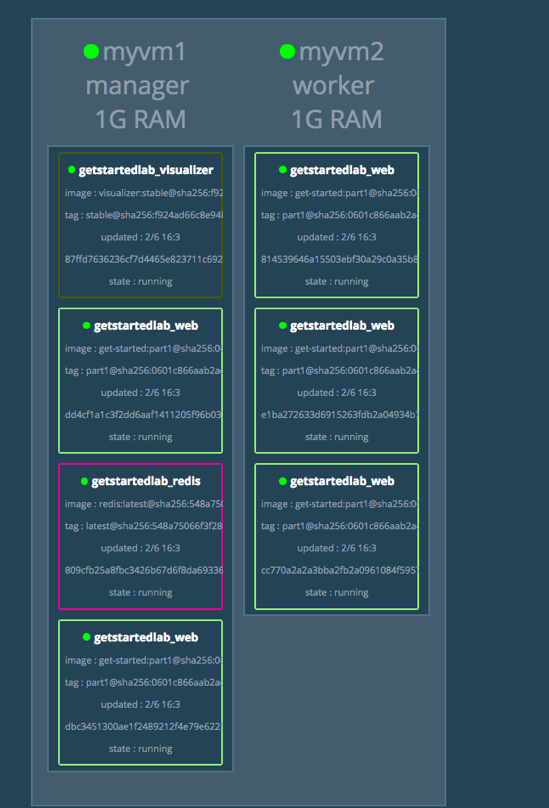 myvm1
manager
1G RAM
getstartedlab_visualizer
image : visualizer:stable@sha256:f92
tag : stable@sha256:f924ad66c8e94
updated : 2/6 16:3
87ffd7636236cf7d4465e823711c692
state : running
getstartedlab_web
image : get-started:part1@sha256:0
tag : part1@sha256:0601c866aab2a
updated : 2/6 16:3
dd4cf1a1c3f2dd6aaf1411205f96b03
state : running
getstartedlab_redis
image : redis:latest@sha256:548a75
tag : latest@sha256:548a75066f3f28
updated : 2/6 16:3
809cfb25a8fbc3426b67d6f8da69336
state : running
getstartedlab_web
image : get-started:part1@sha256:0
tag : part1@sha256:0601c866aab2a
updated : 2/6 16:3
dbc3451300ae1f2489212f4e79e622
state : running
myvm2
worker
1G RAM
getstartedlab_web
image : get-started:part1@sha256:0
tag : part1@sha256:0601c866aab2a
updated : 2/6 16:3
814539646a15503ebf30a29c0a35b8
state : running
getstartedlab_web
image : get-started:part1@sha256:0
tag : part1@sha256:0601c866aab2a
updated : 2/6 16:3
e1ba272633d6915263fdb2a04934b
state : running
getstartedlab_web
image : get-started:part1@sha256:0
tag : part1@sha256:0601c866aab2a
updated : 2/6 16:3
cc770a2a2a3bba2fb2a0961084f595
state : running